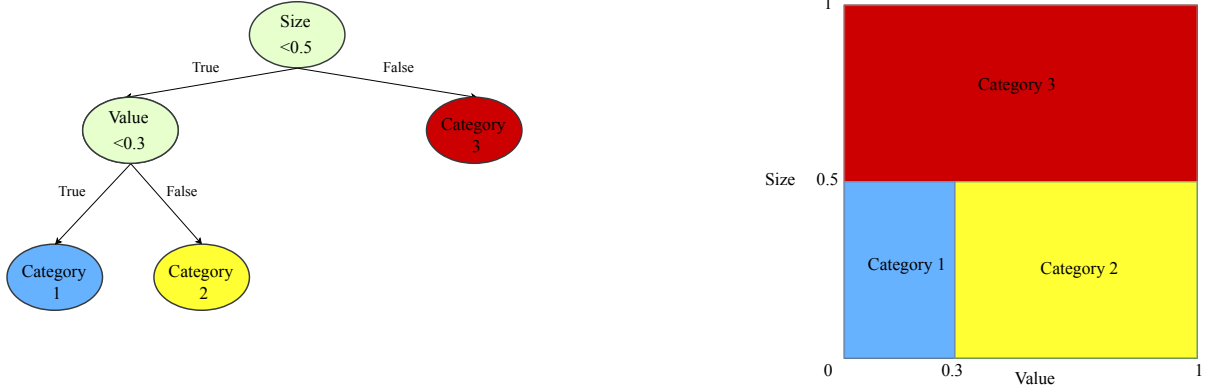 Size
<0.5
True
False
Value
<0.3
Category
3
True
False
Category
1
Category
2
1
Category 3
Size
0.5
Category 1
Category 2
0
0.3
Value
1